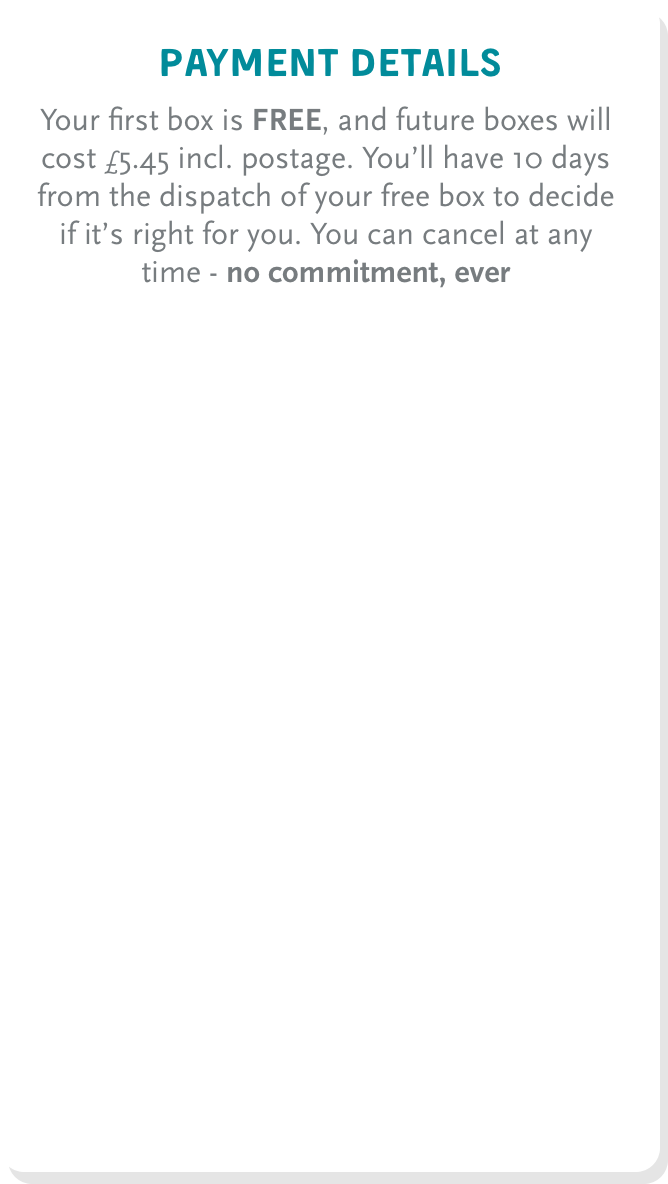 PAYMENT DETAILS
Your first box is FREE, and future boxes will
cost £5.45 incl. postage. You’ll have 10 days
from the dispatch of your free box to decide
if it’s right for you. You can cancel at any
time - no commitment, ever